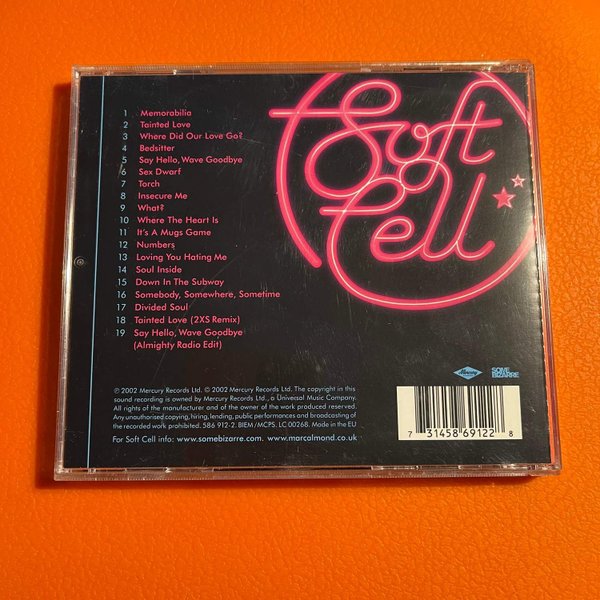 Soft
Cell
1 Memorabilia
2 Tainted Love
3 Where Did Our Love Go?
4 Bedsitter
5 Say Hello, Wave Goodbye
6 Sex Dwarf
7 Torch
8 Insecure Me
9 What?
10 Where The Heart Is
11 It's A Mugs Game
12 Numbers
13 Loving You Hating Me
14 Soul Inside
15 Down In The Subway
16 Somebody, Somewhere, Sometime
17 Divided Soul
18 Tainted Love (2XS Remix)
19 Say Hello, Wave Goodbye
(Almighty Radio Edit)
℗ 2002 Mercury Records Ltd. © 2002 Mercury Records Ltd. The copyright in this
sound recording is owned by Mercury Records Ltd., a Universal Music Company.
All rights of the manufacturer and of the owner of the work produced reserved.
Any unauthorised copying, hiring, lending, public performances and broadcasting of
the recorded work prohibited. 586 912-2. BIEM/MCPS. LC 00268. Made in the EU
For Soft Cell info: www.somebizarre.com. www.marcalmond.co.uk
Mercury
SOME
BIZARRE
7 31458 69122 8